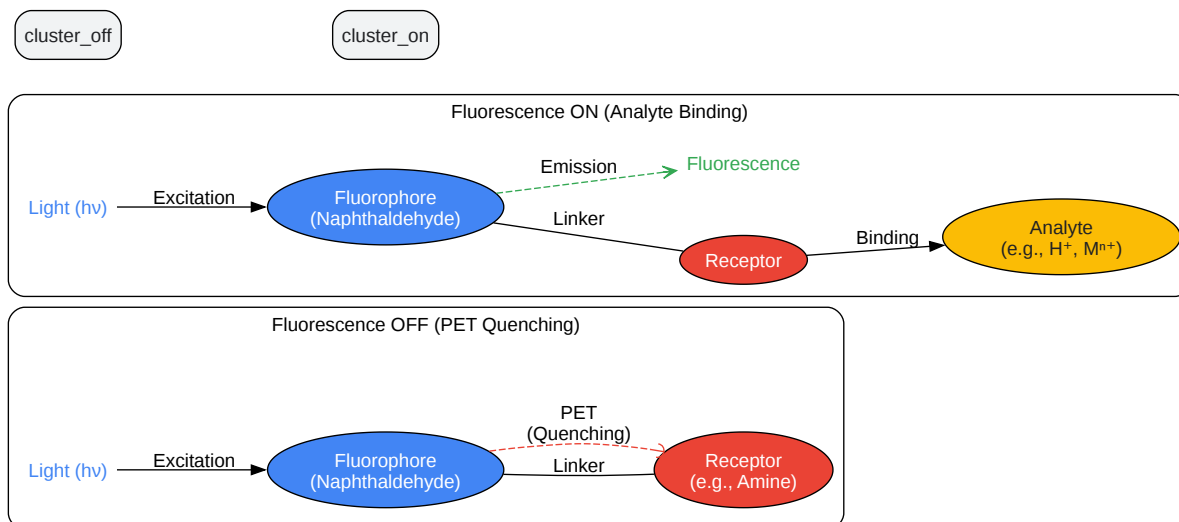 cluster_off
cluster_on
Fluorescence ON (Analyte Binding)
Light (hν)
Excitation
Fluorophore
(Naphthaldehyde)
Emission
Fluorescence
Linker
Receptor
Binding
Analyte
(e.g., H⁺, Mⁿ⁺)
Fluorescence OFF (PET Quenching)
Light (hν)
Excitation
Fluorophore
(Naphthaldehyde)
PET
(Quenching)
Linker
Receptor
(e.g., Amine)